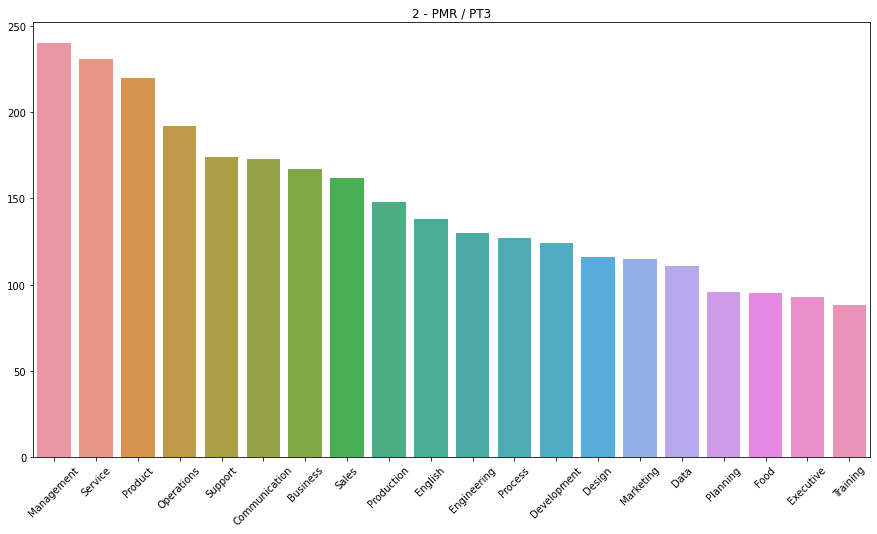 2 - PMR / PT3
250
200
150
100
50
0
Management
Service
Product
Operations
Support
Communication
Business
Sales
Production
English
Engineering
Process
Development
Design
Marketing
Data
Planning
Food
Executive
Training